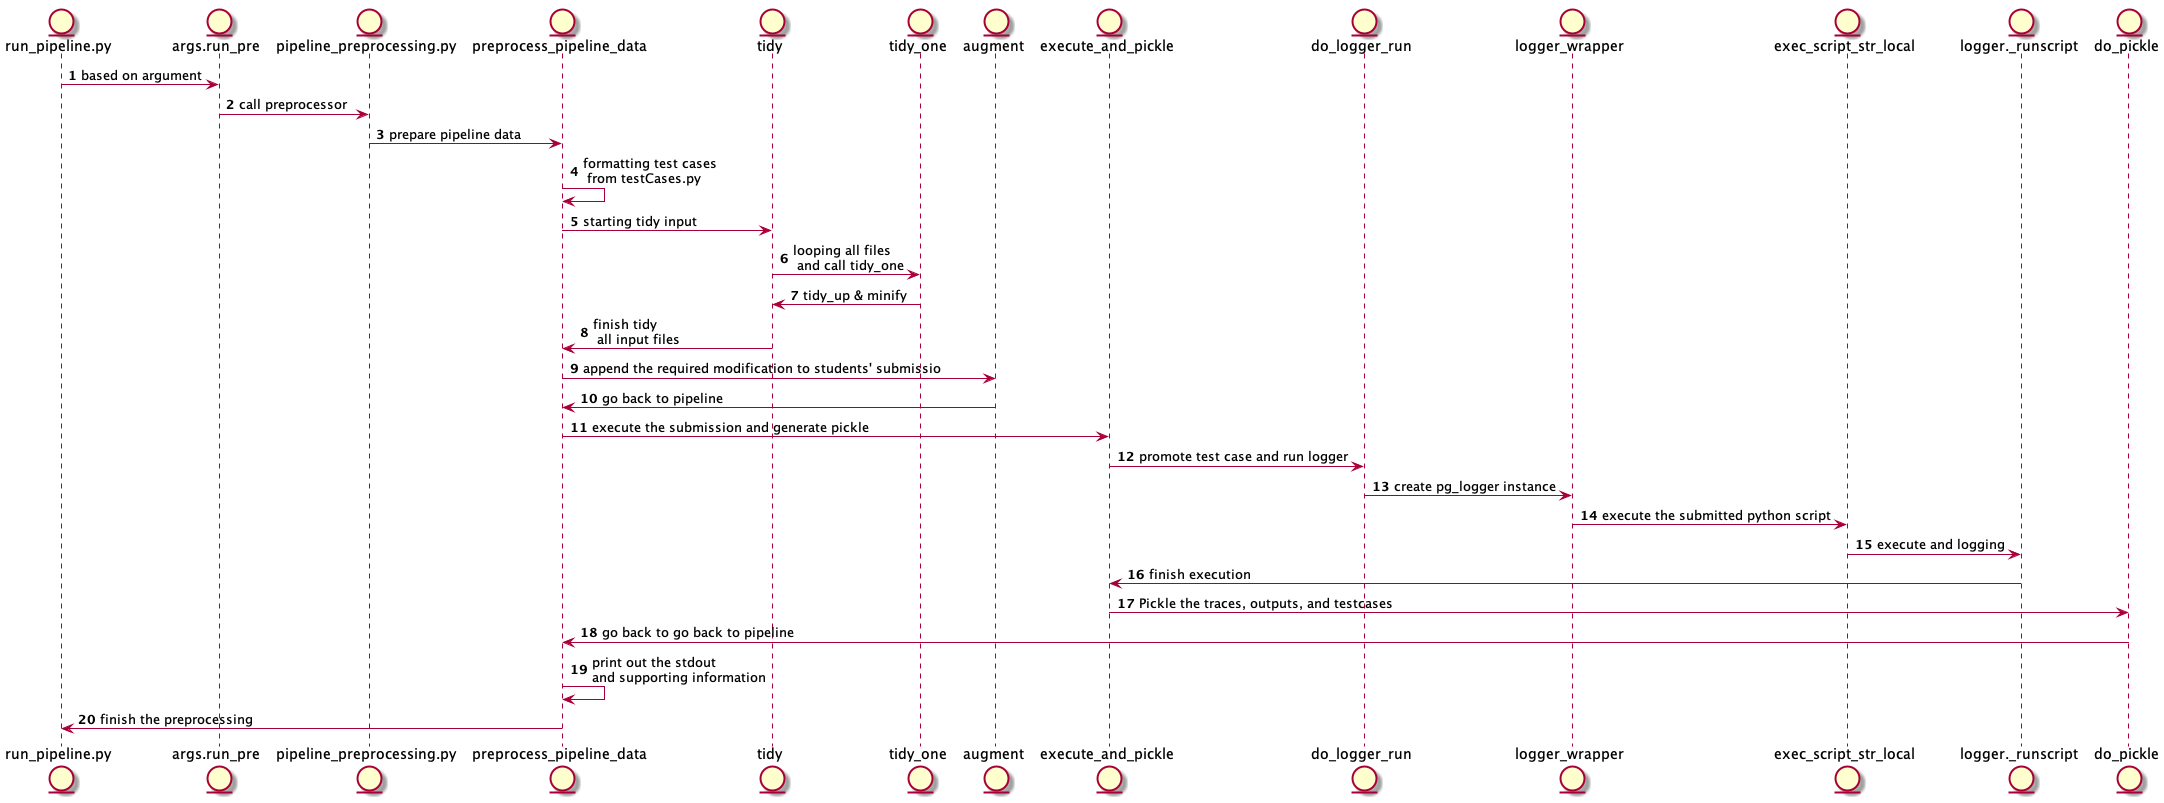 run_pipeline.py args.run_pre pipeline_preprocessing.py preprocess_pipeline_data tidy tidy_one augment execute_and_pickle do_logger_run logger_wrapper exec_script_str_local logger._runscript do_pickle
1 based on argument
2 call preprocessor
3 prepare pipeline data
4 formatting test cases
from testCases.py
5 starting tidy input
6 looping all files
and call tidy_one
7 tidy_up & minify
8 finish tidy
all input files
9 append the required modification to students' submissio
10 go back to pipeline
11 execute the submission and generate pickle
12 promote test case and run logger
13 create pg_logger instance
14 execute the submitted python script
15 execute and logging
16 finish execution
17 Pickle the traces, outputs, and testcases
18 go back to go back to pipeline
19 print out the stdout
and supporting information
20 finish the preprocessing
run_pipeline.py args.run_pre pipeline_preprocessing.py preprocess_pipeline_data tidy tidy_one augment execute_and_pickle do_logger_run logger_wrapper exec_script_str_local logger._runscript do_pickle